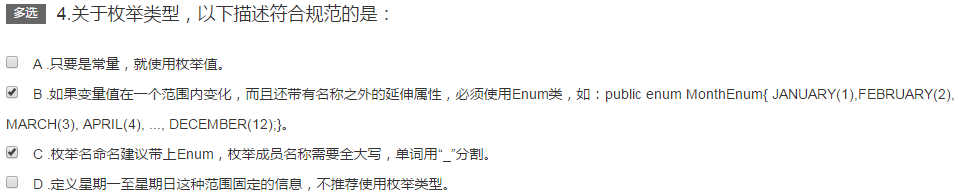 多选 4.关于枚举类型，以下描述符合规范的是：
A .只要是常量，就使用枚举值。
B .如果变量值在一个范围内变化，而且还带有名称之外的延伸属性，必须使用Enum类，如：public enum MonthEnum{ JANUARY(1),FEBRUARY(2),
MARCH(3), APRIL(4), ..., DECEMBER(12);}。
C .枚举名命名建议带上Enum，枚举成员名称需要全大写，单词用“_”分割。
D .定义星期一至星期日这种范围固定的信息，不推荐使用枚举类型。